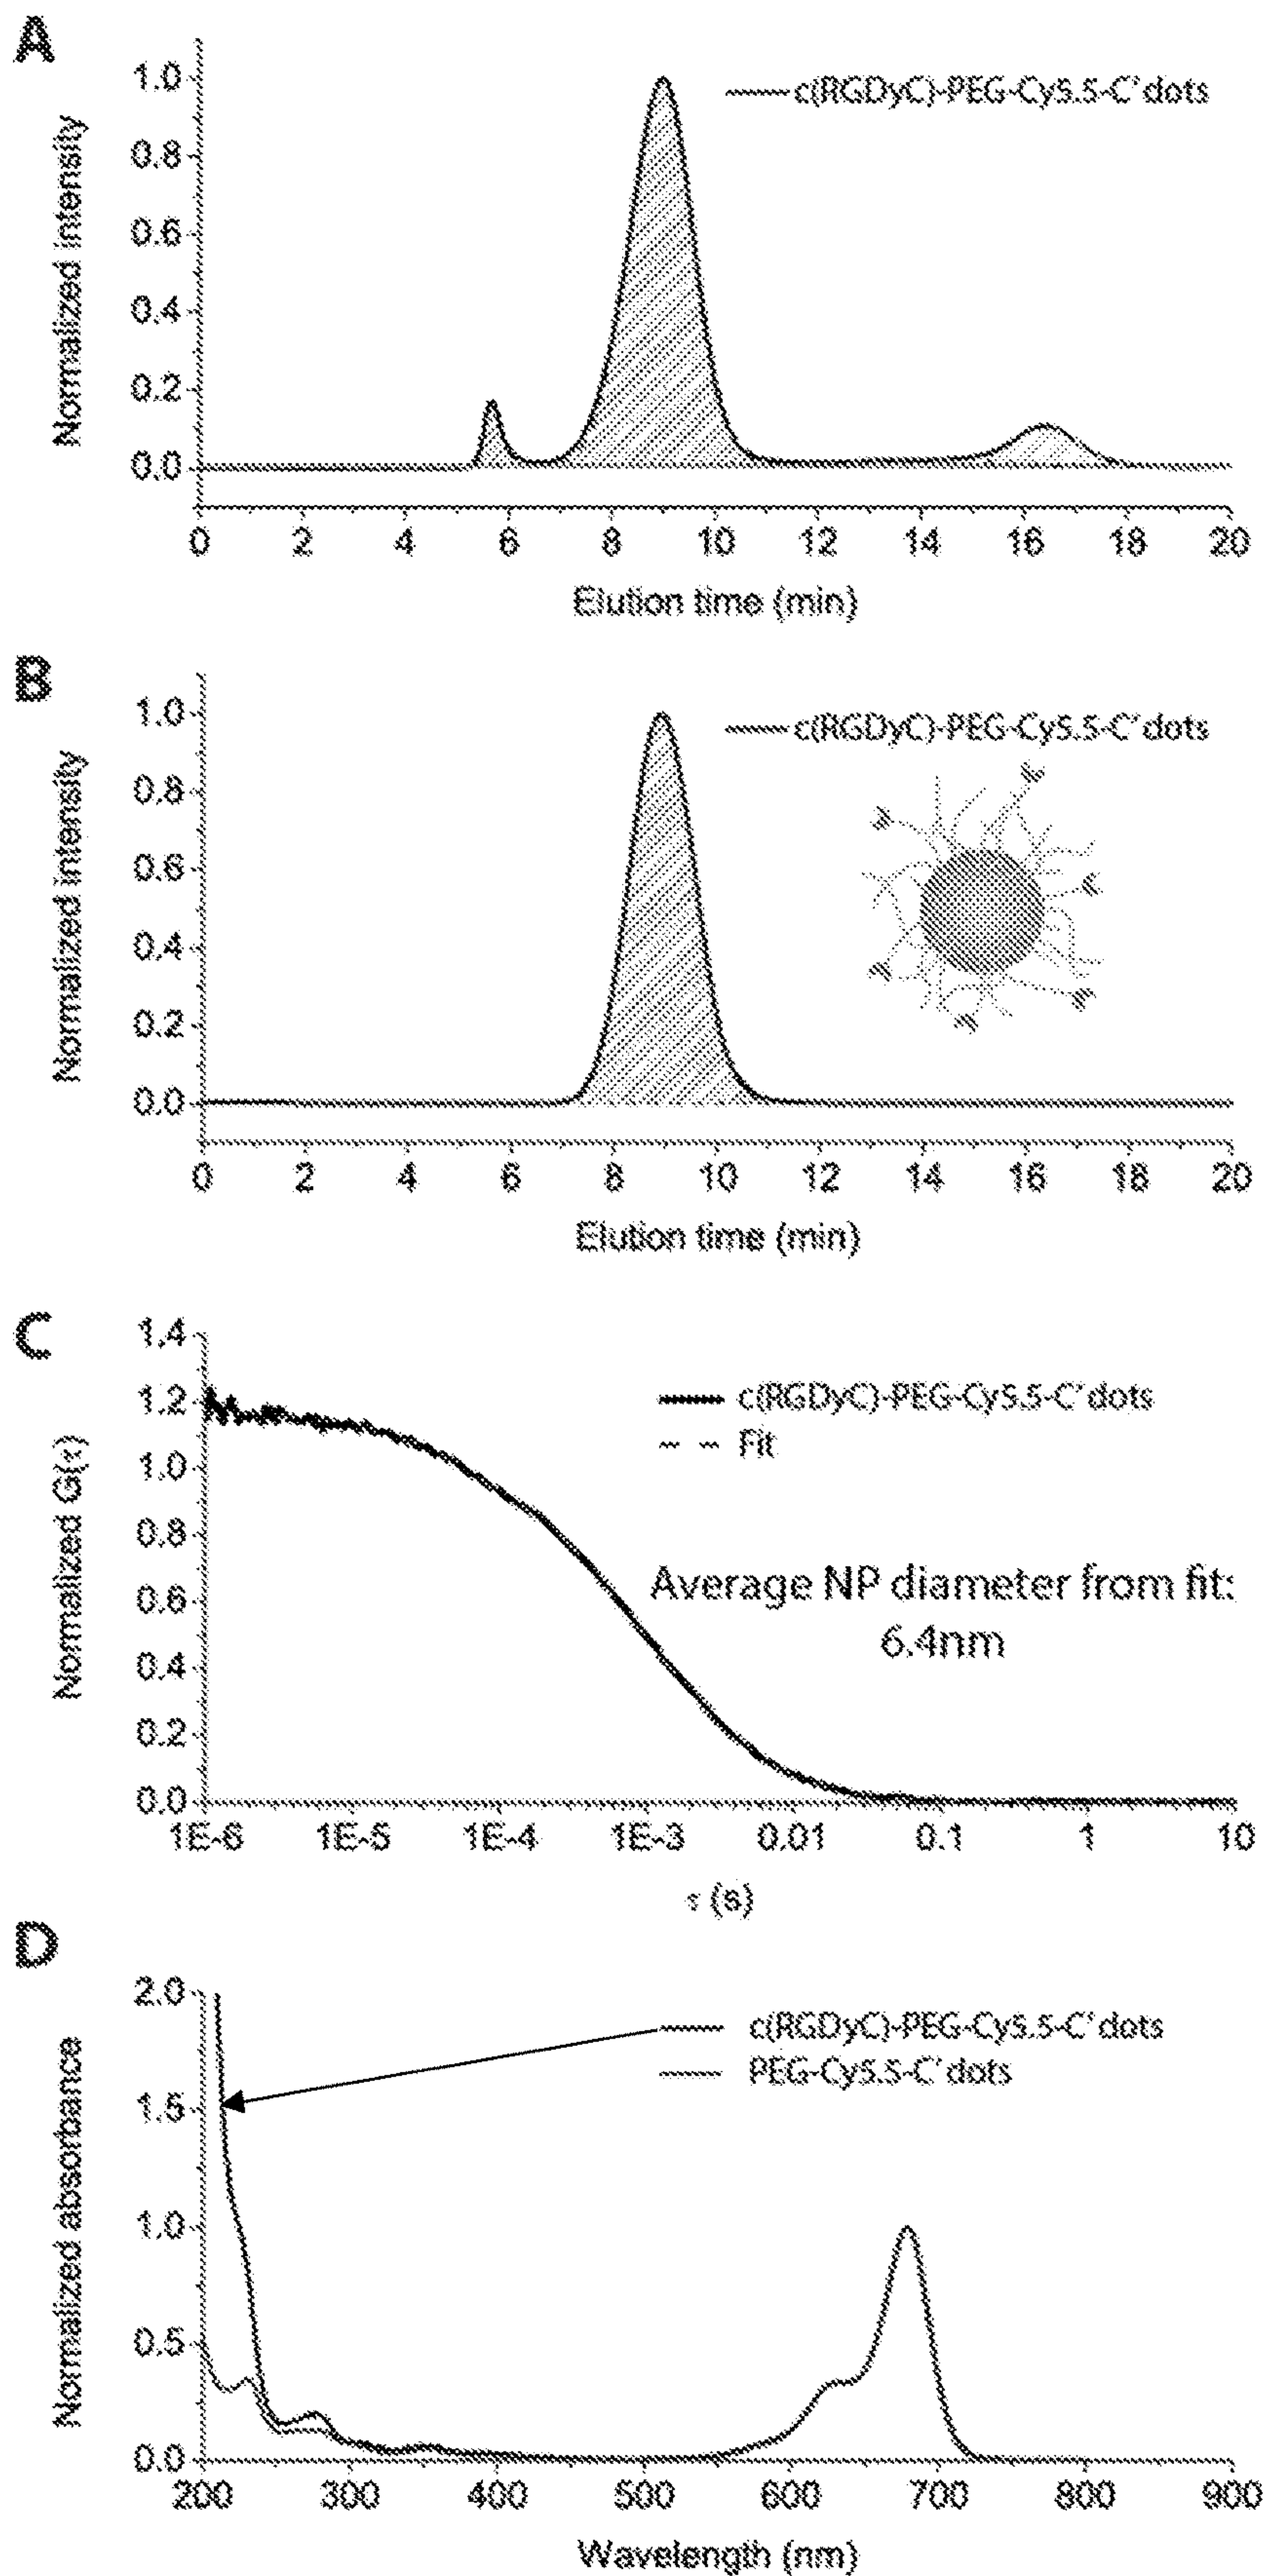 A
Normalized intensity
1.0
0.8
0.6
0.4
0.2
0.0
c(RGDyC)-PEG-Cy5.5-C'dots
0 2 4 6 8 10 12 14 16 18 20
Elution time (min)
B
Normalized intensity
1.0
0.8
0.6
0.4
0.2
0.0
c(RGDyC)-PEG-Cy5.5-C'dots
0 2 4 6 8 10 12 14 16 18 20
Elution time (min)
C
Normalized G(τ)
1.4
1.2
1.0
0.8
0.6
0.4
0.2
0.0
c(RGDyC)-PEG-Cy5.5-C'dots
Fit
Average NP diameter from fit:
6.4nm
1E-6 1E-5 1E-4 1E-3 0.01 0.1 1 10
τ (s)
D
Normalized absorbance
2.0
1.5
1.0
0.5
0.0
c(RGDyC)-PEG-Cy5.5-C'dots
PEG-Cy5.5-C'dots
200 300 400 500 600 700 800 900
Wavelength (nm)